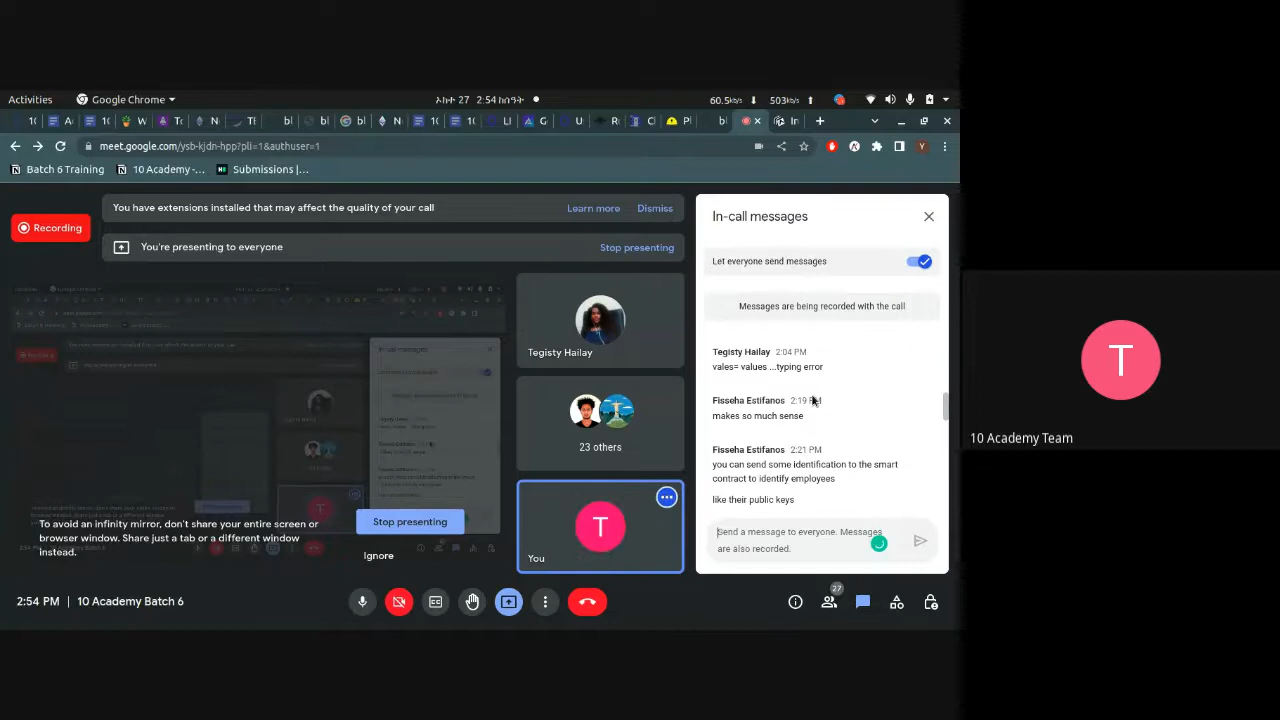 Activities
Google Chrome
27 2.54
60.5kb/s
503kb/s
meet.google.com/ysb-kjdn-hpp?pli=1&authuser=1
Batch 6 Training
10 Academy -...
Submissions |...
Recording
You have extensions installed that may affect the quality of your call
Learn more
Dismiss
You're presenting to everyone
Stop presenting
In-call messages
Let everyone send messages
Messages are being recorded with the call
Tegisty Hailay 2:04 PM
vales= values ...typing error
Fisseha Estifanos 2:19
makes so much sense
Fisseha Estifanos 2:21 PM
you can send some identification to the smart
contract to identify employees
like their public keys
Send a message to everyone. Messages
are also recorded.
Tegisty Hailay
23 others
T
You
To avoid an infinity mirror, don't share your entire screen or
browser window. Share just a tab or a different window
instead.
Stop presenting
Ignore
2:54 PM | 10 Academy Batch 6
27
T
10 Academy Team